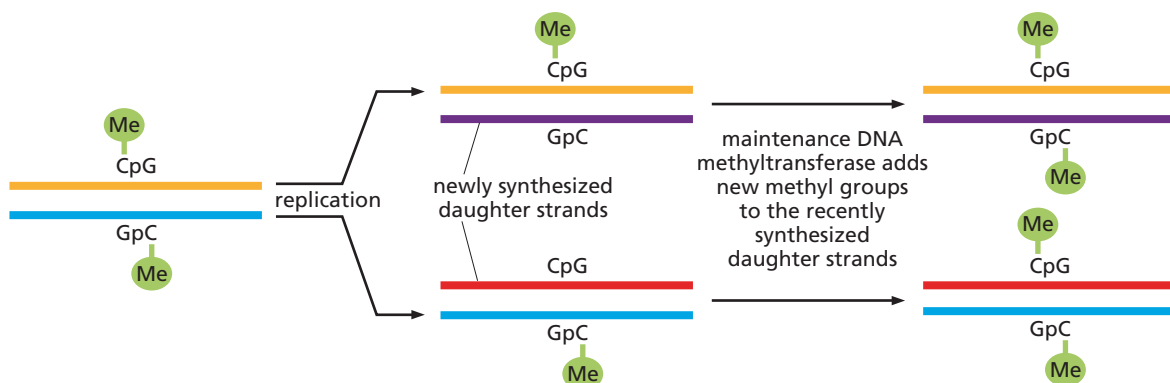 Me
CpG
GpC
Me
replication
Me
CpG
GpC
newly synthesized
daughter strands
CpG
GpC
Me
maintenance DNA
methyltransferase adds
new methyl groups
to the recently
synthesized
daughter strands
Me
CpG
GpC
Me
Me
CpG
GpC
Me